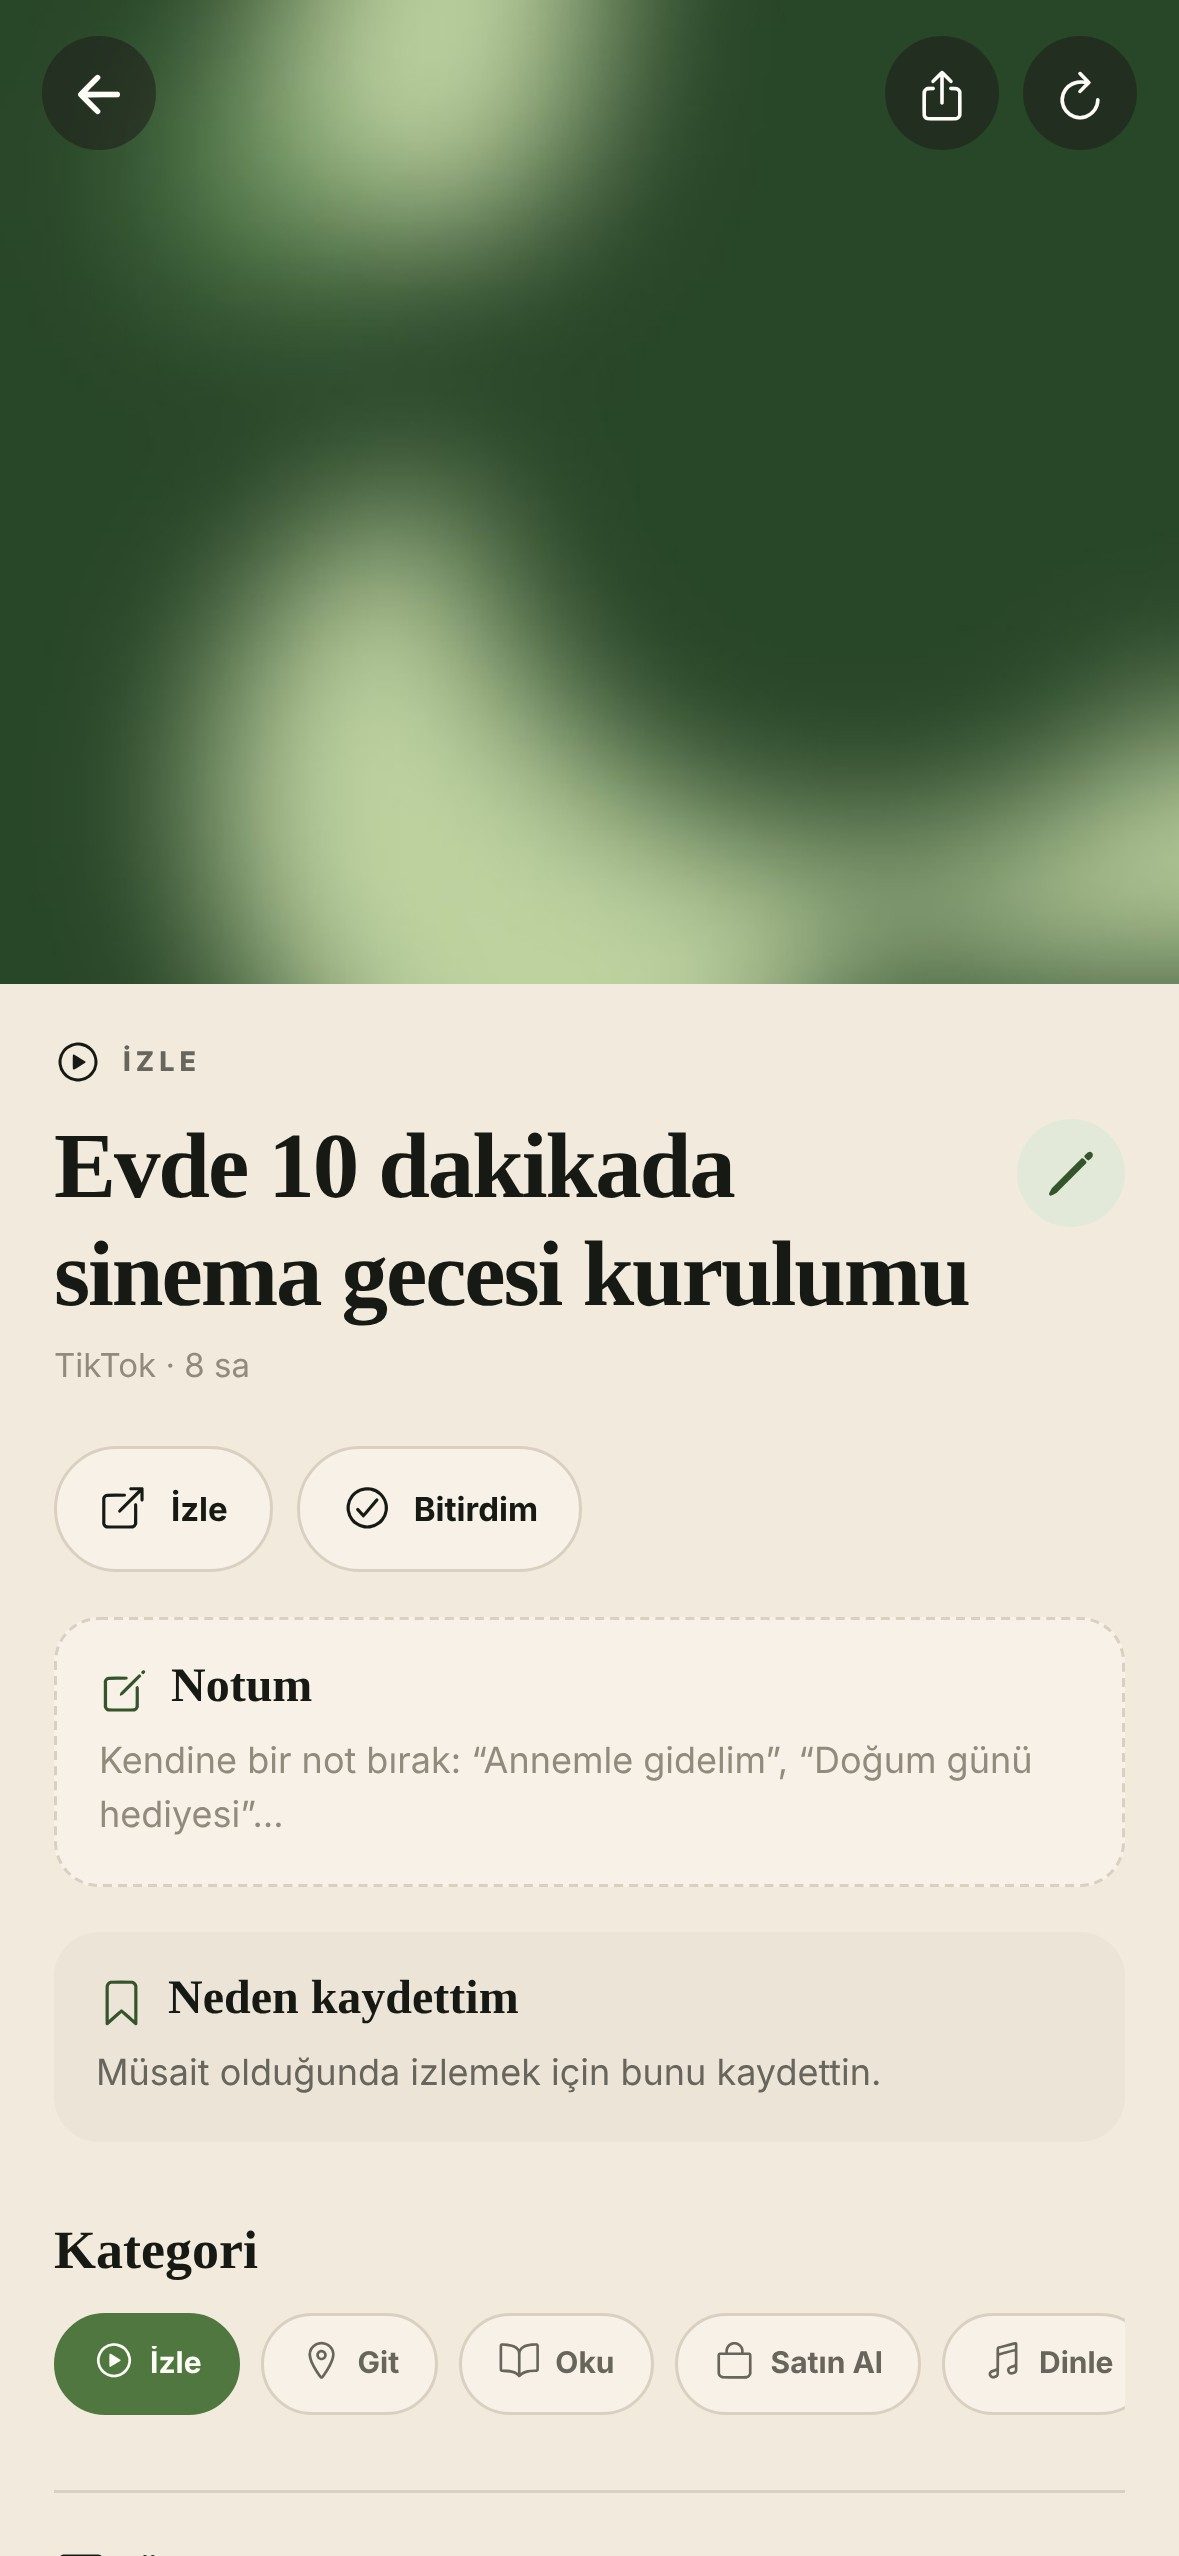 İZLE
Evde 10 dakikada
sinema gecesi kurulumu
TikTok · 8 sa
İzle
Bitirdim
Notum
Kendine bir not bırak: “Annemle gidelim”, “Doğum günü
hediyesi”…
Neden kaydettim
Müsait olduğunda izlemek için bunu kaydettin.
Kategori
İzle
Git
Oku
Satın Al
Dinle